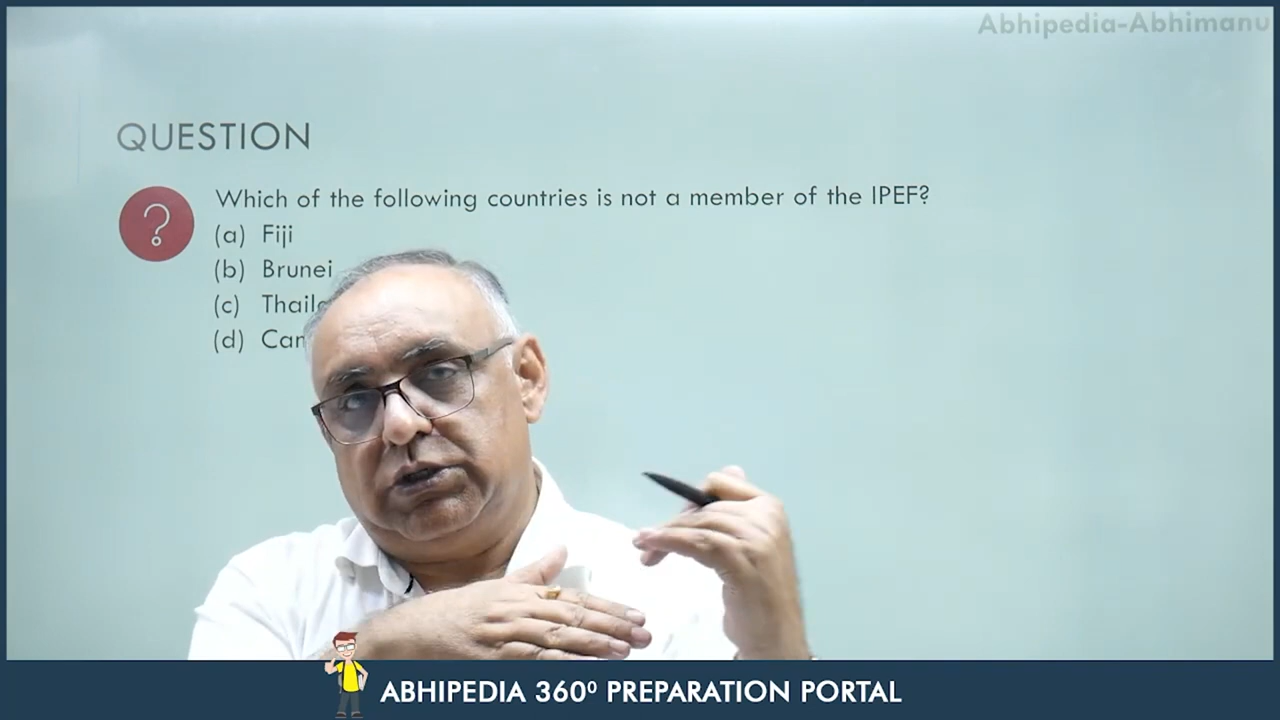 Abhipedia-Abhimanu
QUESTION
?
Which of the following countries is not a member of the IPEF?
(a) Fiji
(b) Brunei
(c)
(d)
ABHIPEDIA 360⁰ PREPARATION PORTAL